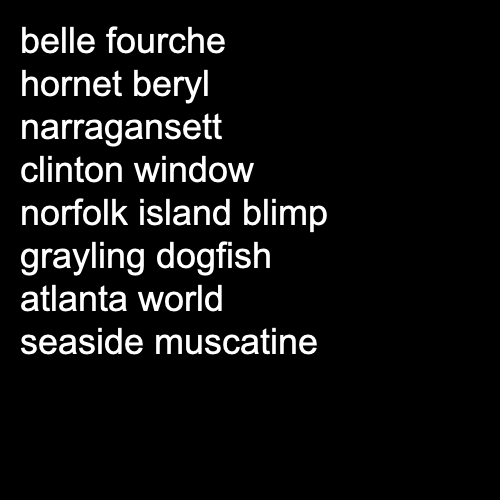 belle fourche
hornet beryl
narragansett
clinton window
norfolk island blimp
grayling dogfish
atlanta world
seaside muscatine